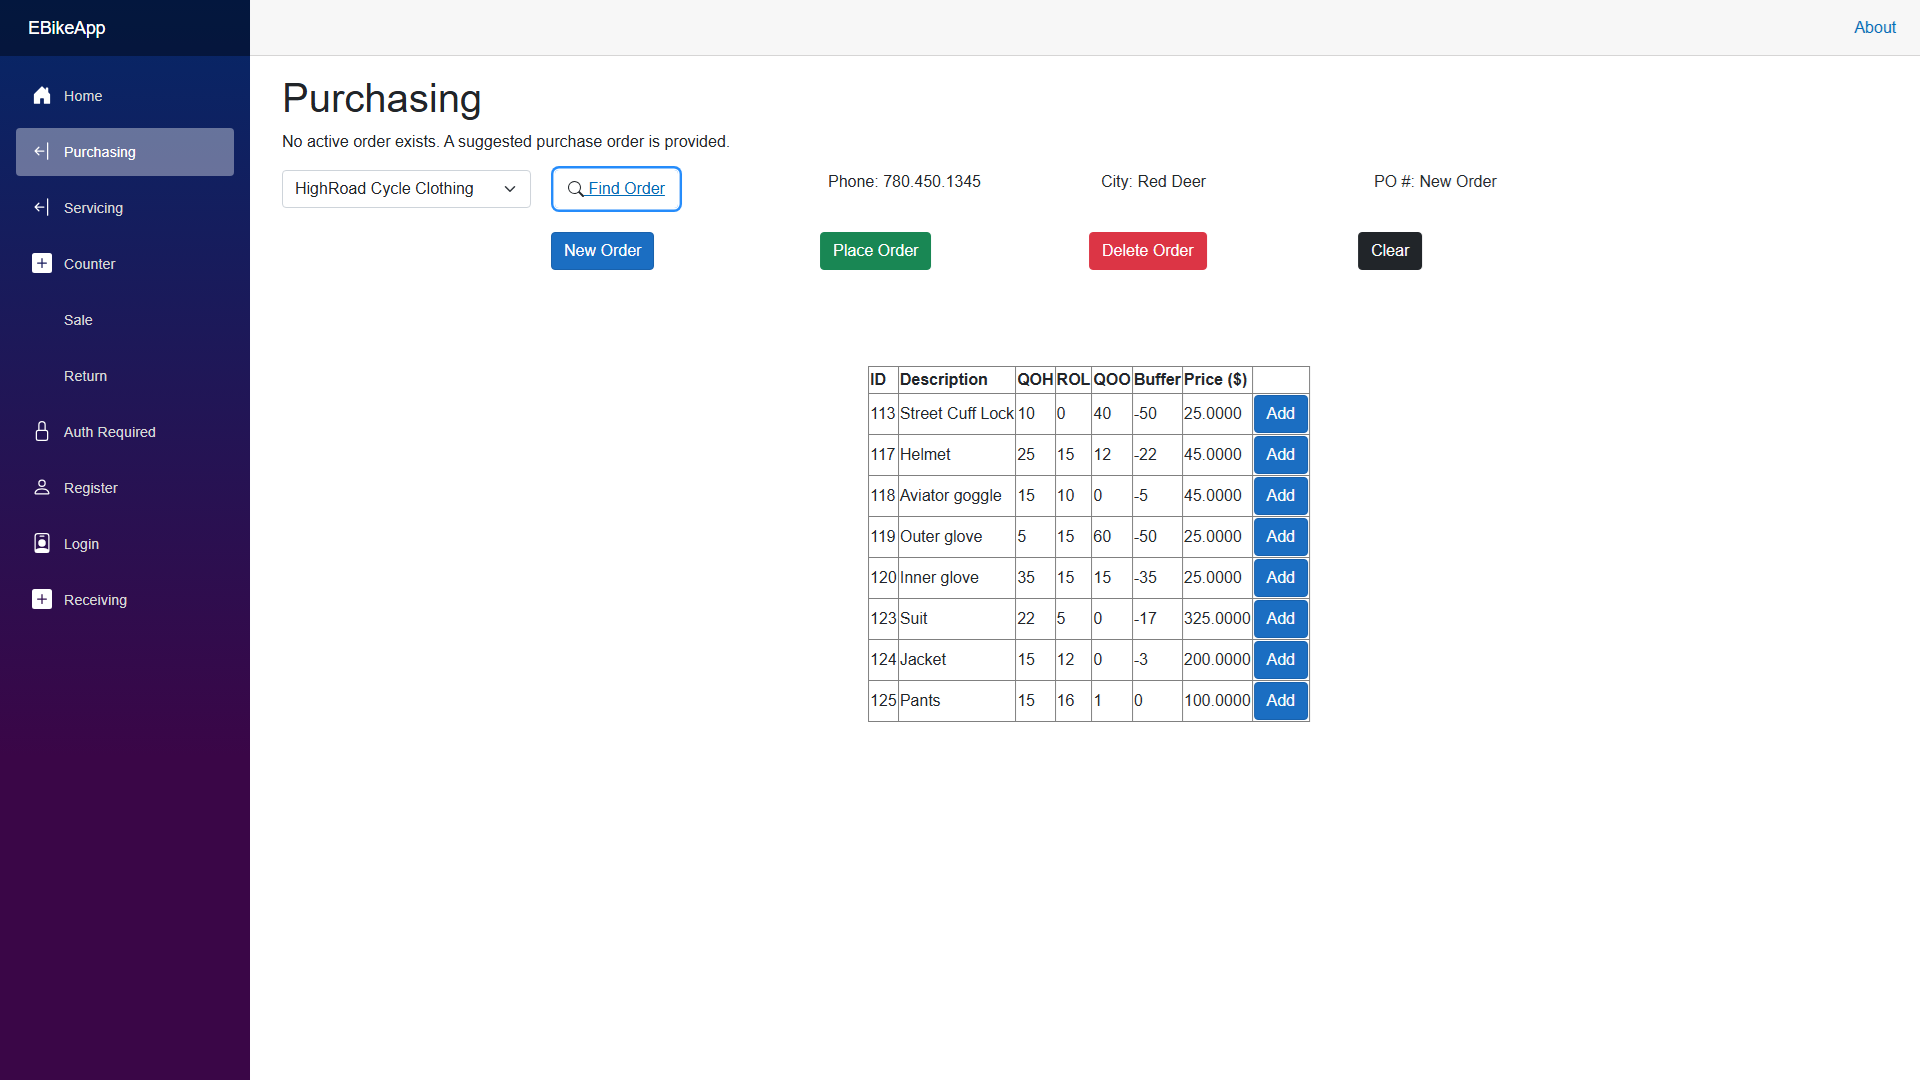 EBikeApp
About
Home
Purchasing
Servicing
Counter
Sale
Return
Auth Required
Register
Login
Receiving
Purchasing
No active order exists. A suggested purchase order is provided.
HighRoad Cycle Clothing Find Order Phone: 780.450.1345 City: Red Deer PO #: New Order
New Order Place Order Delete Order Clear
ID Description QOH ROL QOO Buffer Price ($)
113 Street Cuff Lock 10 0 40 -50 25.0000 Add
117 Helmet 25 15 12 -22 45.0000 Add
118 Aviator goggle 15 10 0 -5 45.0000 Add
119 Outer glove 5 15 60 -50 25.0000 Add
120 Inner glove 35 15 15 -35 25.0000 Add
123 Suit 22 5 0 -17 325.0000 Add
124 Jacket 15 12 0 -3 200.0000 Add
125 Pants 15 16 1 0 100.0000 Add